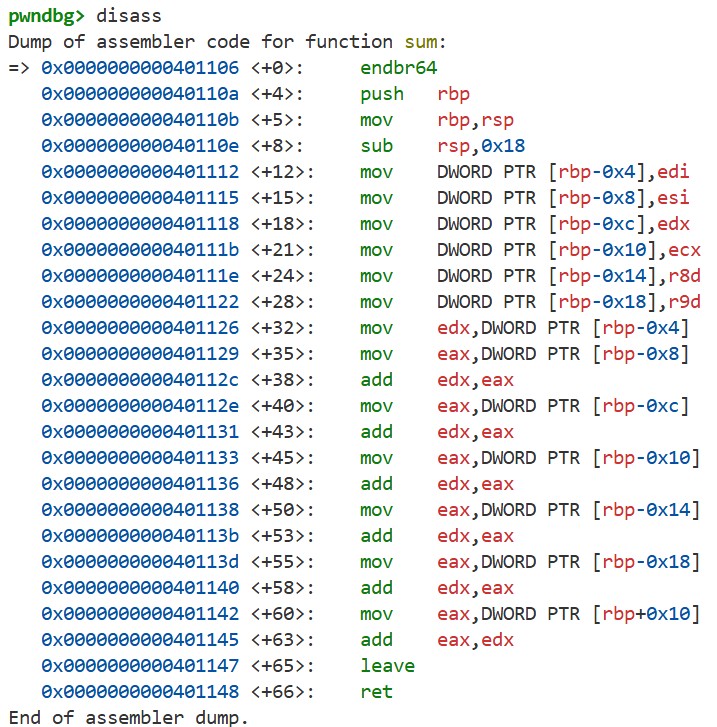 pwndbg> disass
Dump of assembler code for function sum:
=> 0x0000000000401106 <+0>:     endbr64
   0x000000000040110a <+4>:     push   rbp
   0x000000000040110b <+5>:     mov    rbp,rsp
   0x000000000040110e <+8>:     sub    rsp,0x18
   0x0000000000401112 <+12>:    mov    DWORD PTR [rbp-0x4],edi
   0x0000000000401115 <+15>:    mov    DWORD PTR [rbp-0x8],esi
   0x0000000000401118 <+18>:    mov    DWORD PTR [rbp-0xc],edx
   0x000000000040111b <+21>:    mov    DWORD PTR [rbp-0x10],ecx
   0x000000000040111e <+24>:    mov    DWORD PTR [rbp-0x14],r8d
   0x0000000000401122 <+28>:    mov    DWORD PTR [rbp-0x18],r9d
   0x0000000000401126 <+32>:    mov    edx,DWORD PTR [rbp-0x4]
   0x0000000000401129 <+35>:    mov    eax,DWORD PTR [rbp-0x8]
   0x000000000040112c <+38>:    add    edx,eax
   0x000000000040112e <+40>:    mov    eax,DWORD PTR [rbp-0xc]
   0x0000000000401131 <+43>:    add    edx,eax
   0x0000000000401133 <+45>:    mov    eax,DWORD PTR [rbp-0x10]
   0x0000000000401136 <+48>:    add    edx,eax
   0x0000000000401138 <+50>:    mov    eax,DWORD PTR [rbp-0x14]
   0x000000000040113b <+53>:    add    edx,eax
   0x000000000040113d <+55>:    mov    eax,DWORD PTR [rbp-0x18]
   0x0000000000401140 <+58>:    add    edx,eax
   0x0000000000401142 <+60>:    mov    eax,DWORD PTR [rbp+0x10]
   0x0000000000401145 <+63>:    add    eax,edx
   0x0000000000401147 <+65>:    leave
   0x0000000000401148 <+66>:    ret
End of assembler dump.